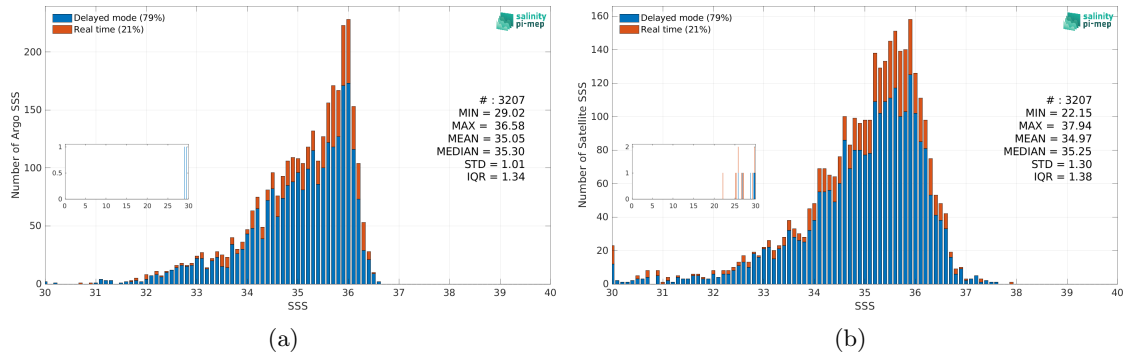 Delayed mode (79%)
Real time (21%)
salinity
pi-mep
Number of Argo SSS
200
150
100
50
0
# : 3207
MIN = 29.02
MAX = 36.58
MEAN = 35.05
MEDIAN = 35.30
STD = 1.01
IQR = 1.34
1
0.5
0
0 5 10 15 20 25 30
30 31 32 33 34 35 36 37 38 39 40
SSS
(a)
Delayed mode (79%)
Real time (21%)
salinity
pi-mep
Number of Satellite SSS
160
140
120
100
80
60
40
20
0
# : 3207
MIN = 22.15
MAX = 37.94
MEAN = 34.97
MEDIAN = 35.25
STD = 1.30
IQR = 1.38
2
1
0
0 5 10 15 20 25 30
30 31 32 33 34 35 36 37 38 39 40
SSS
(b)